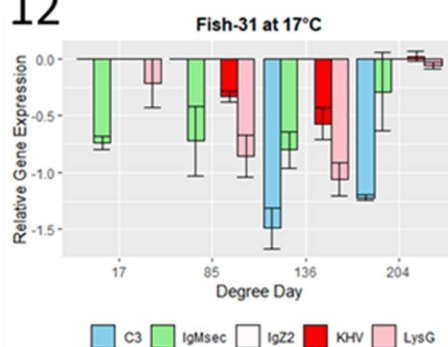 12
Fish-31 at 17°C
Relative Gene Expression
0.0
-0.5
-1.0
-1.5
17 85 136 204
Degree Day
C3 IgMsec IgZ2 KHV LysG